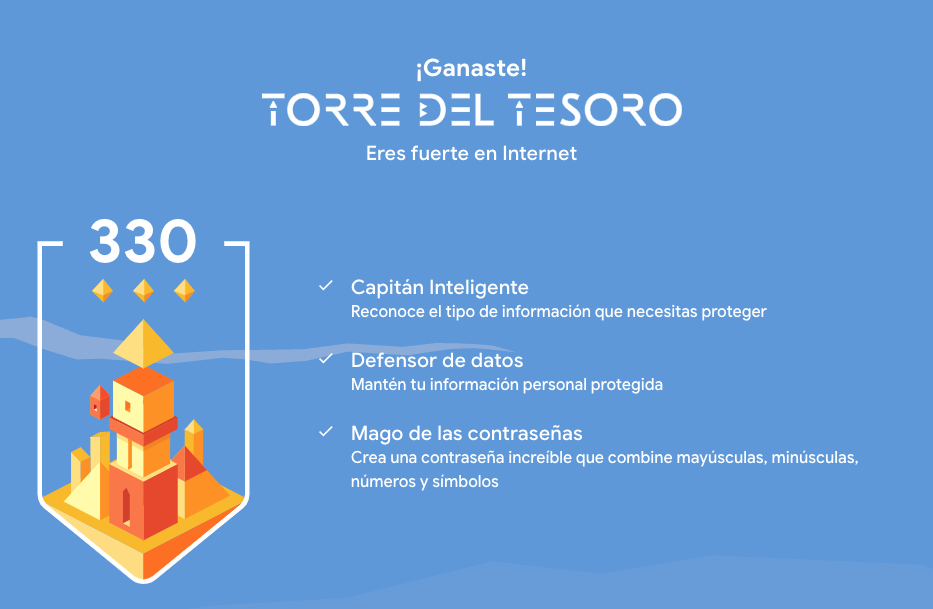 ¡Ganaste!
TORRE DEL TESORO
Eres fuerte en Internet
330
Capitán Inteligente
Reconoce el tipo de información que necesitas proteger
Defensor de datos
Mantén tu información personal protegida
Mago de las contraseñas
Crea una contraseña increíble que combine mayúsculas, minúsculas,
números y símbolos